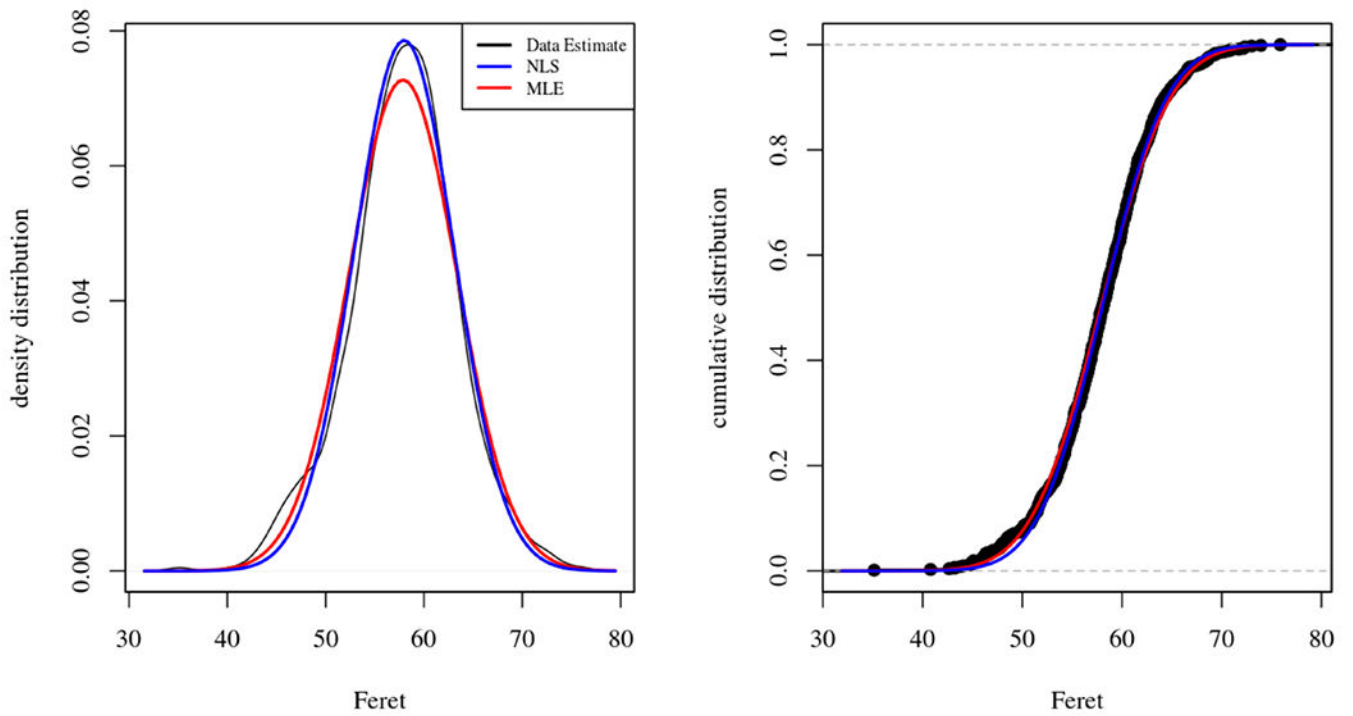 density distribution
0.08
0.06
0.04
0.02
0.00
30 40 50 60 70 80
Feret
Data Estimate
NLS
MLE
cumulative distribution
1.0
0.8
0.6
0.4
0.2
0.0
30 40 50 60 70 80
Feret